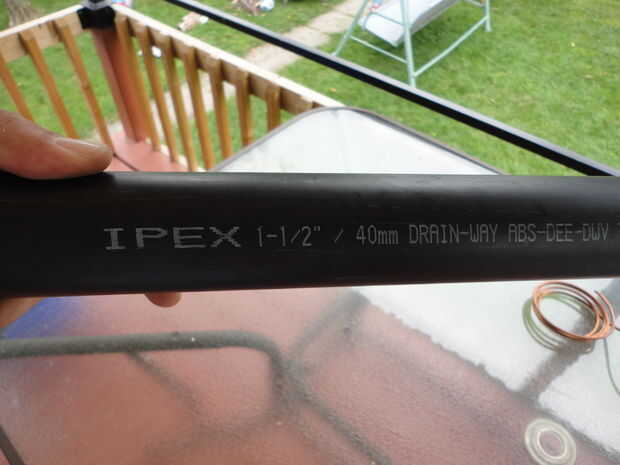 IPEX 1-1/2" / 40mm DRAIN-WAY ABS-DEE-DWV